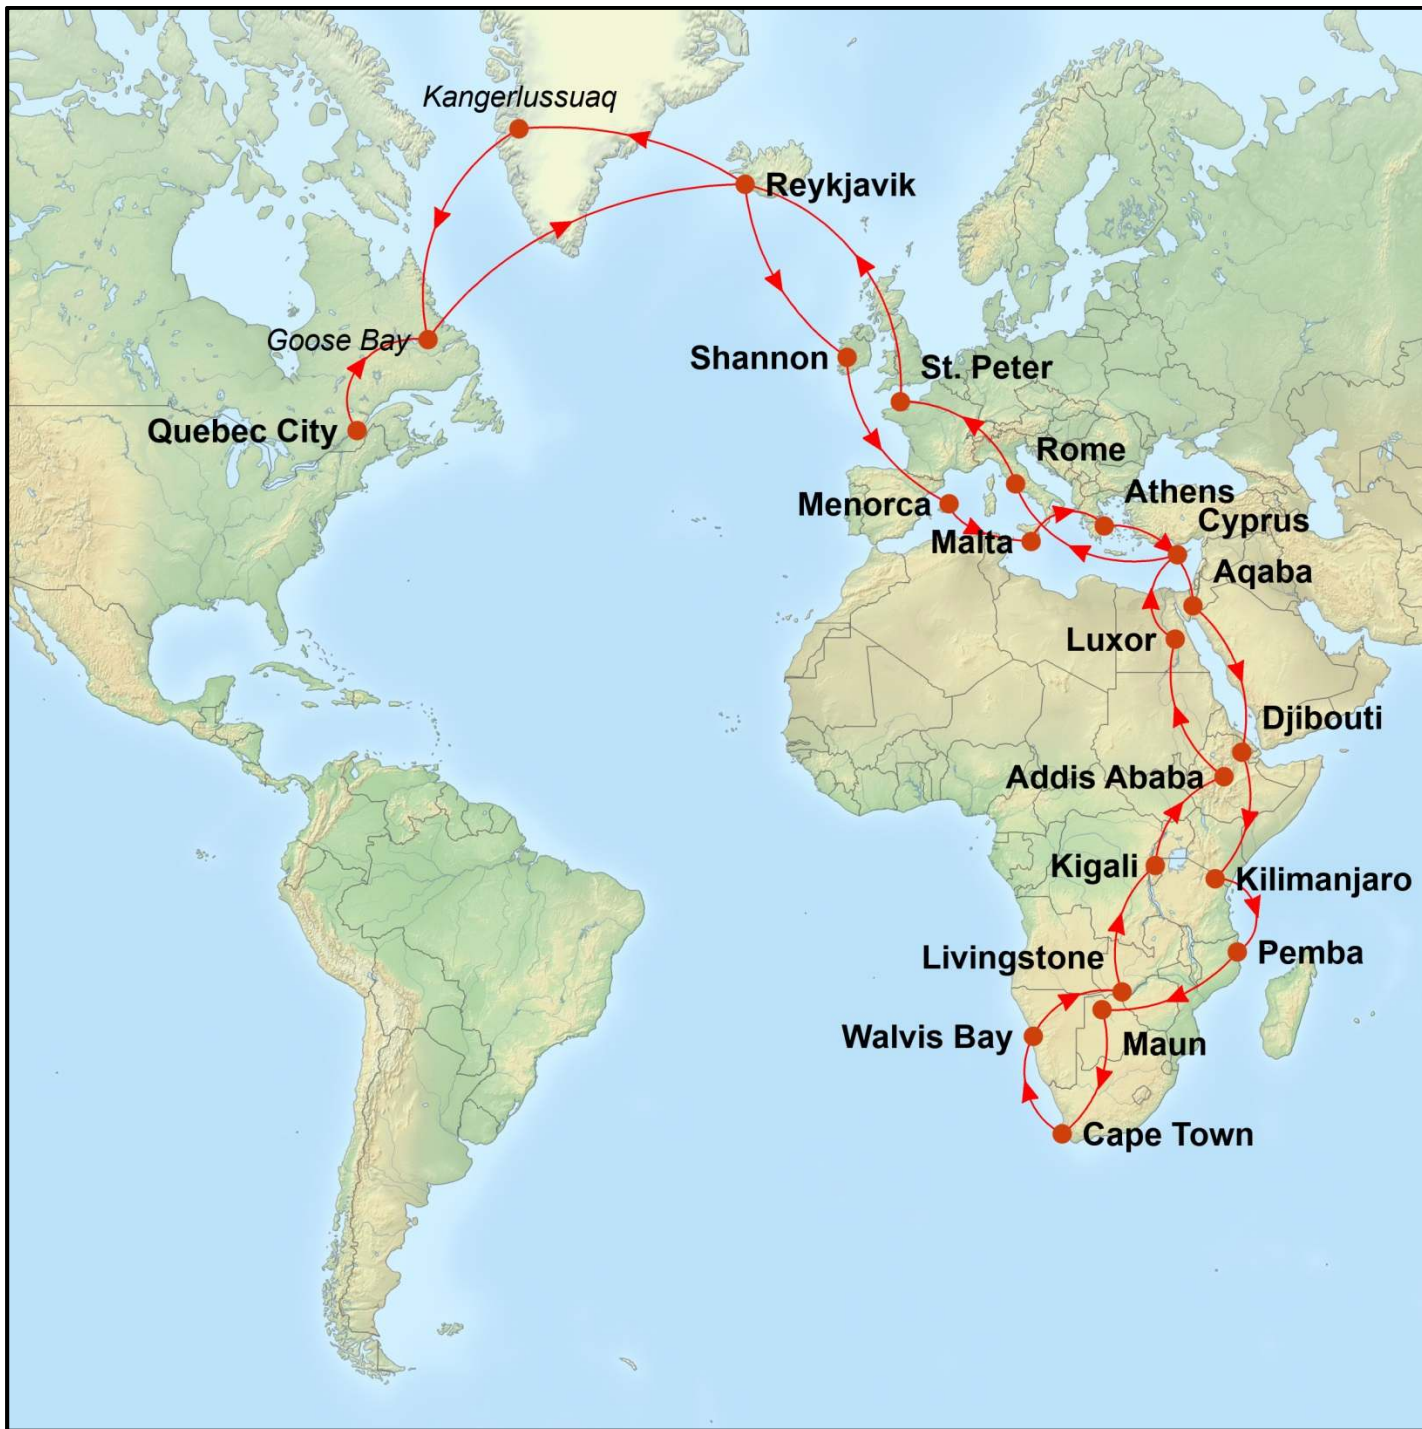 Kangerlussuaq
Reykjavik
Goose Bay
Shannon
St. Peter
Quebec City
Rome
Athens
Menorca
Cyprus
Malta
Aqaba
Luxor
Djibouti
Addis Ababa
Kigali
Kilimanjaro
Livingstone
Pemba
Walvis Bay
Maun
Cape Town